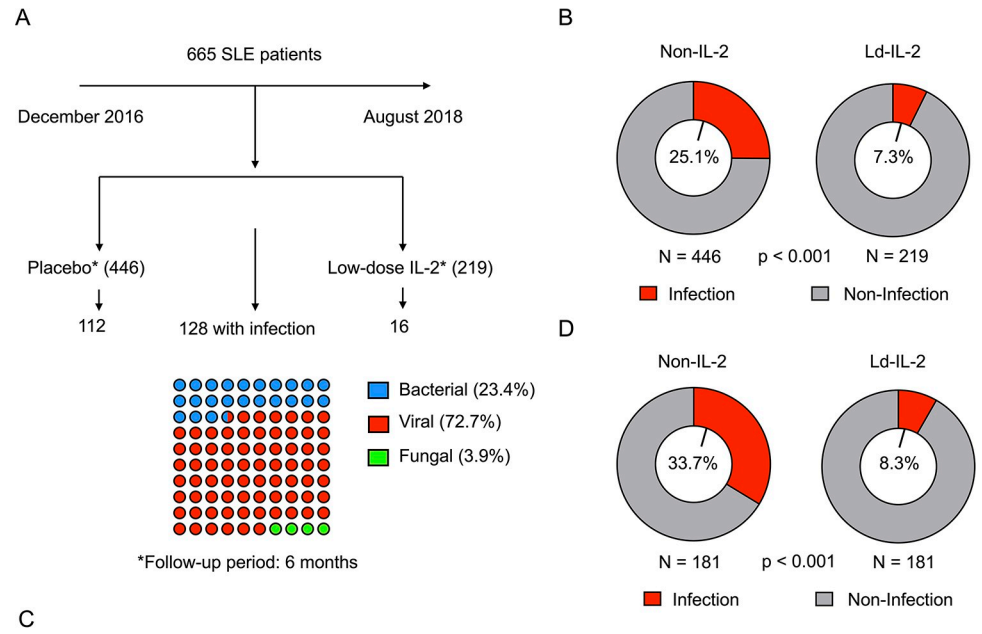 A
665 SLE patients
December 2016
August 2018
Placebo* (446)
Low-dose IL-2* (219)
112
128 with infection
16
Bacterial (23.4%)
Viral (72.7%)
Fungal (3.9%)
*Follow-up period: 6 months
B
Non-IL-2
Ld-IL-2
25.1%
7.3%
N = 446
p < 0.001
N = 219
Infection
Non-Infection
D
Non-IL-2
Ld-IL-2
33.7%
8.3%
N = 181
p < 0.001
N = 181
Infection
Non-Infection
C